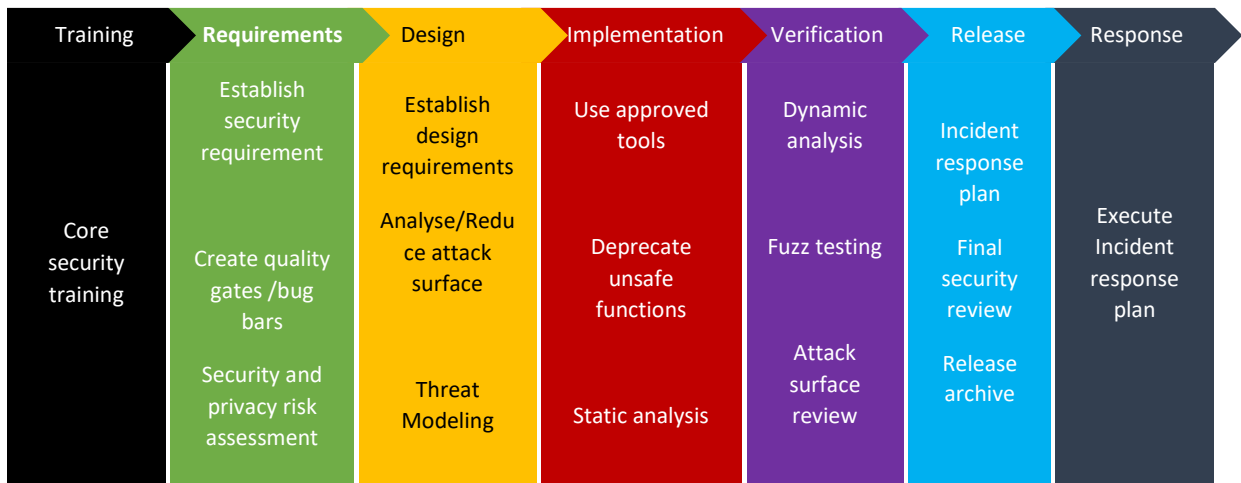 Training
Requirements
Design
Implementation
Verification
Release
Response
Core
security
training
Establish
security
requirement
Create quality
gates /bug
bars
Security and
privacy risk
assessment
Establish
design
requirements
Analyse/Redu
ce attack
surface
Threat
Modeling
Use approved
tools
Deprecate
unsafe
functions
Static analysis
Dynamic
analysis
Fuzz testing
Attack
surface
review
Incident
response
plan
Final
security
review
Release
archive
Execute
Incident
response
plan